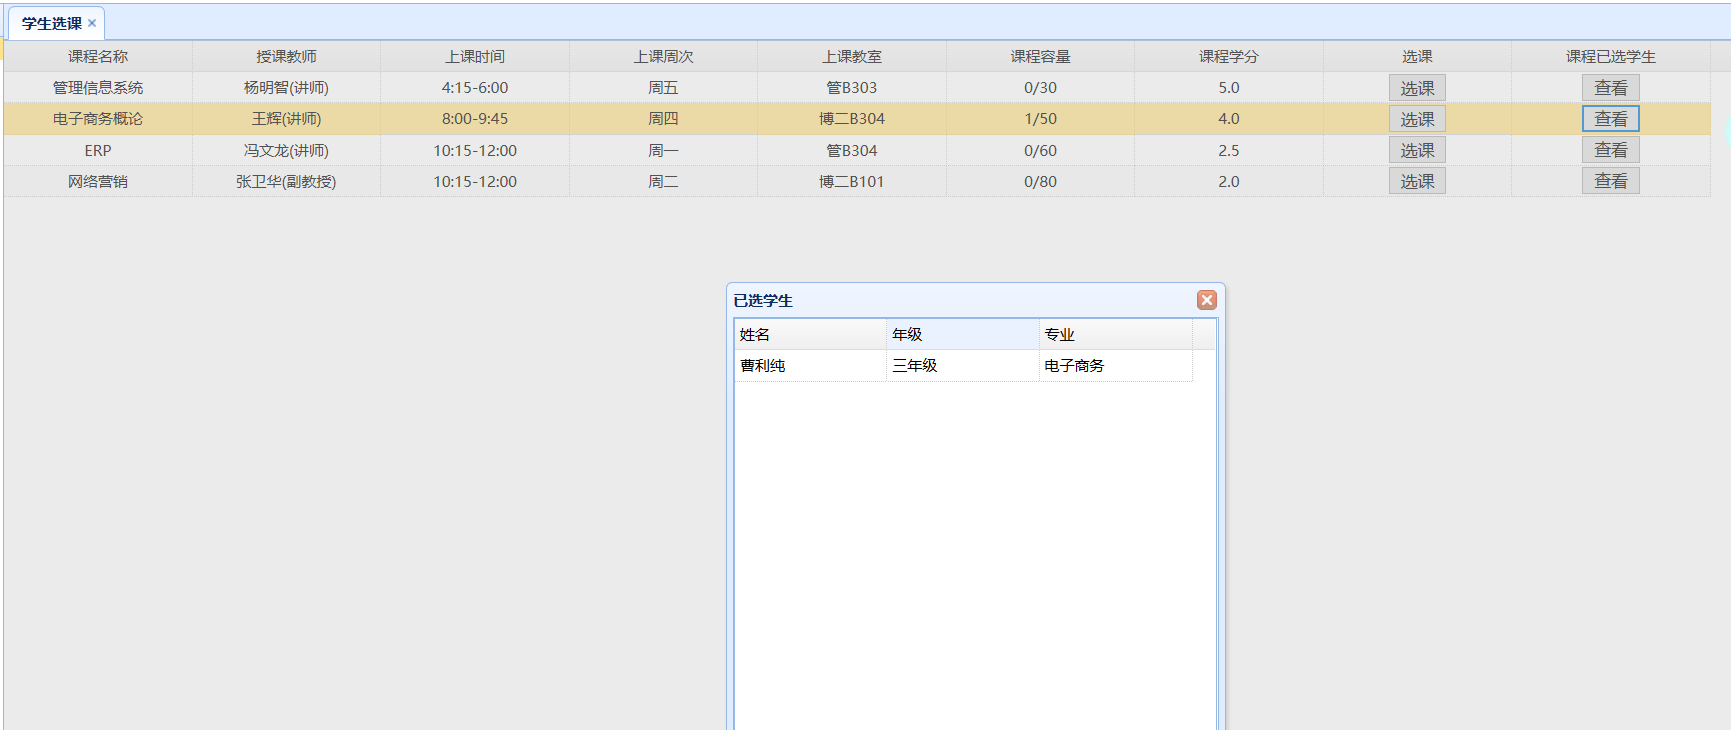 学生选课 ×
课程名称 授课教师 上课时间 上课周次 上课教室 课程容量 课程学分 选课 课程已选学生
管理信息系统 杨明智(讲师) 4:15-6:00 周五 管B303 0/30 5.0 选课 查看
电子商务概论 王辉(讲师) 8:00-9:45 周四 博二B304 1/50 4.0 选课 查看
ERP 冯文龙(讲师) 10:15-12:00 周一 管B304 0/60 2.5 选课 查看
网络营销 张卫华(副教授) 10:15-12:00 周二 博二B101 0/80 2.0 选课 查看
已选学生
姓名 年级 专业
曹利纯 三年级 电子商务